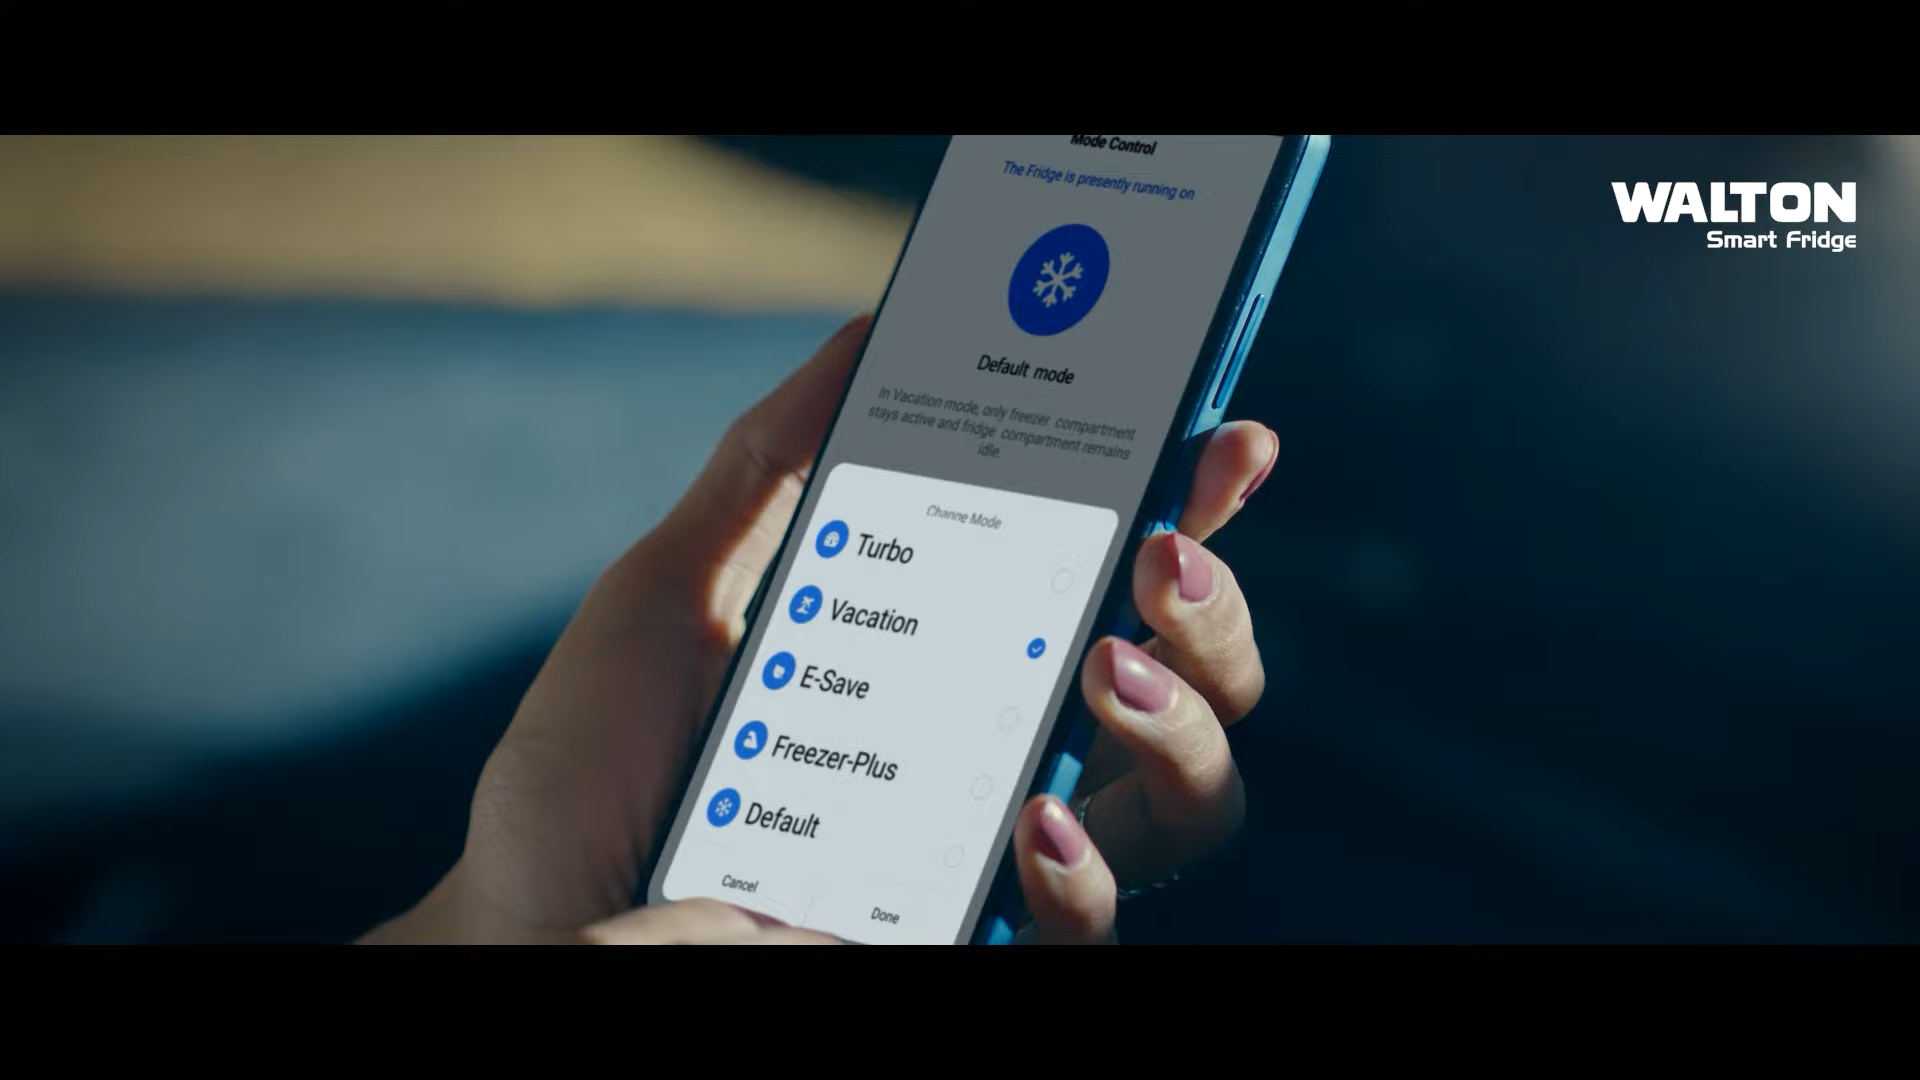 Mode Control
The Fridge is presently running on
WALTON
Smart Fridge
Default mode
In Vacation mode, only freezer compartment
stays active and fridge compartment remains
idle.
Change Mode
Turbo
Vacation
E-Save
Freezer-Plus
Default
Cancel
Done